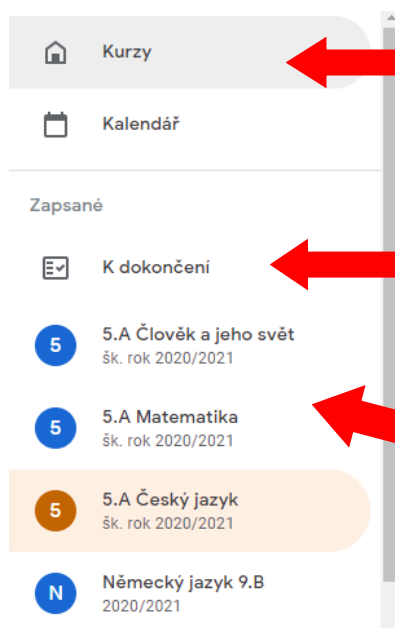 Kurzy
Kalendář
Zapsané
K dokončení
5
5.A Člověk a jeho svět
šk. rok 2020/2021
5
5.A Matematika
šk. rok 2020/2021
5
5.A Český jazyk
šk. rok 2020/2021
N
Německý jazyk 9.B
2020/2021